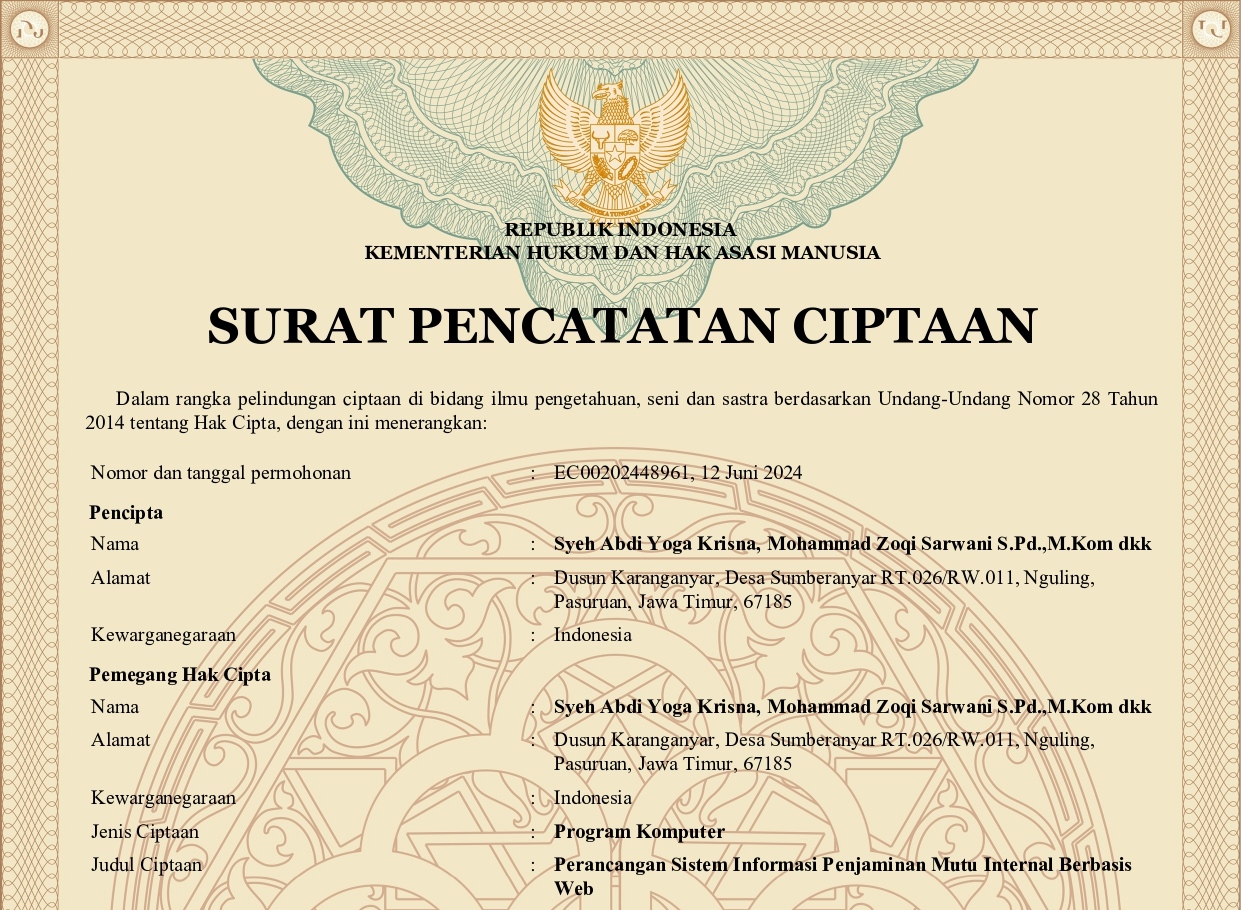 BHINNEKA TUNGGAL IKA
REPUBLIK INDONESIA
KEMENTERIAN HUKUM DAN HAK ASASI MANUSIA
SURAT PENCATATAN CIPTAAN
Dalam rangka pelindungan ciptaan di bidang ilmu pengetahuan, seni dan sastra berdasarkan Undang-Undang Nomor 28 Tahun
2014 tentang Hak Cipta, dengan ini menerangkan:
Nomor dan tanggal permohonan : EC00202448961, 12 Juni 2024
Pencipta
Nama : Syeh Abdi Yoga Krisna, Mohammad Zoqi Sarwani S.Pd.,M.Kom dkk
Alamat : Dusun Karanganyar, Desa Sumberanyar RT.026/RW.011, Nguling,
Pasuruan, Jawa Timur, 67185
Kewarganegaraan : Indonesia
Pemegang Hak Cipta
Nama : Syeh Abdi Yoga Krisna, Mohammad Zoqi Sarwani S.Pd.,M.Kom dkk
Alamat : Dusun Karanganyar, Desa Sumberanyar RT.026/RW.011, Nguling,
Pasuruan, Jawa Timur, 67185
Kewarganegaraan : Indonesia
Jenis Ciptaan : Program Komputer
Judul Ciptaan : Perancangan Sistem Informasi Penjaminan Mutu Internal Berbasis
Web